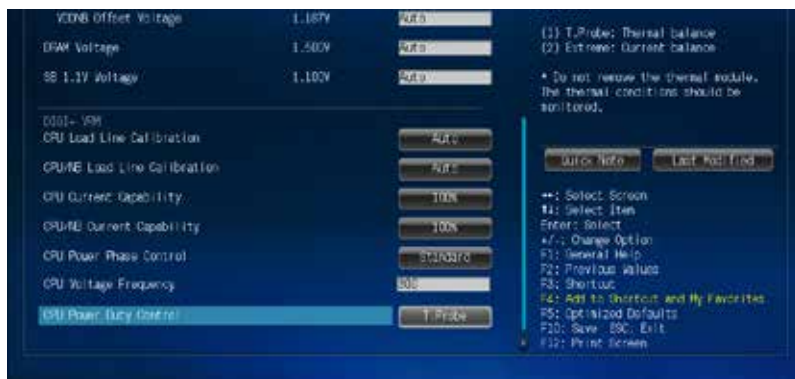 VDDNB Offset Voltage 1.187V Auto
DRAM Voltage 1.500V Auto
SB 1.1V Voltage 1.100V Auto
DIGI+ VRM
CPU Load Line Calibration Auto
CPU/NB Load Line Calibration Auto
CPU Current Capability 100%
CPU/NB Current Capability 100%
CPU Power Phase Control Standard
CPU Voltage Frequency 300
CPU Power Duty Control T.Probe
(1) T.Probe: Thermal balance
(2) Extreme: Current balance
* Do not remove the thermal module.
The thermal conditions should be
monitored.
Quick Note Last Modified
→←: Select Screen
↑↓: Select Item
Enter: Select
+/-: Change Option
F1: General Help
F2: Previous Values
F3: Shortcut
F4: Add to Shortcut and My Favorites
F5: Optimized Defaults
F10: Save ESC: Exit
F12: Print Screen